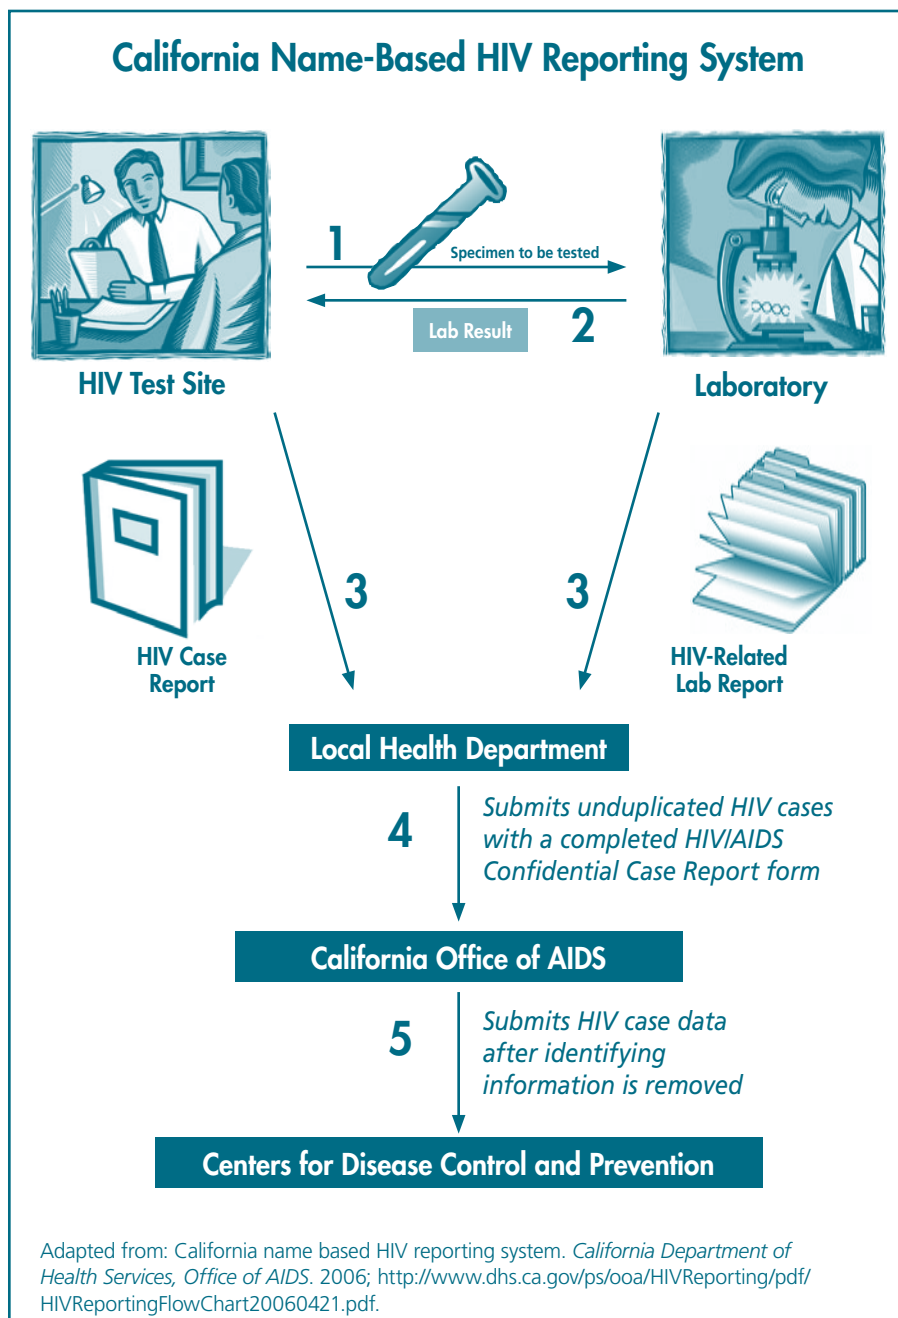 California Name-Based HIV Reporting System
1
Specimen to be tested
Lab Result
2
HIV Test Site
Laboratory
3
3
HIV Case
Report
HIV-Related
Lab Report
Local Health Department
4
Submits unduplicated HIV cases
with a completed HIV/AIDS
Confidential Case Report form
California Office of AIDS
5
Submits HIV case data
after identifying
information is removed
Centers for Disease Control and Prevention
Adapted from: California name based HIV reporting system. California Department of
Health Services, Office of AIDS. 2006; http://www.dhs.ca.gov/ps/ooa/HIVReporting/pdf/
HIVReportingFlowChart20060421.pdf.